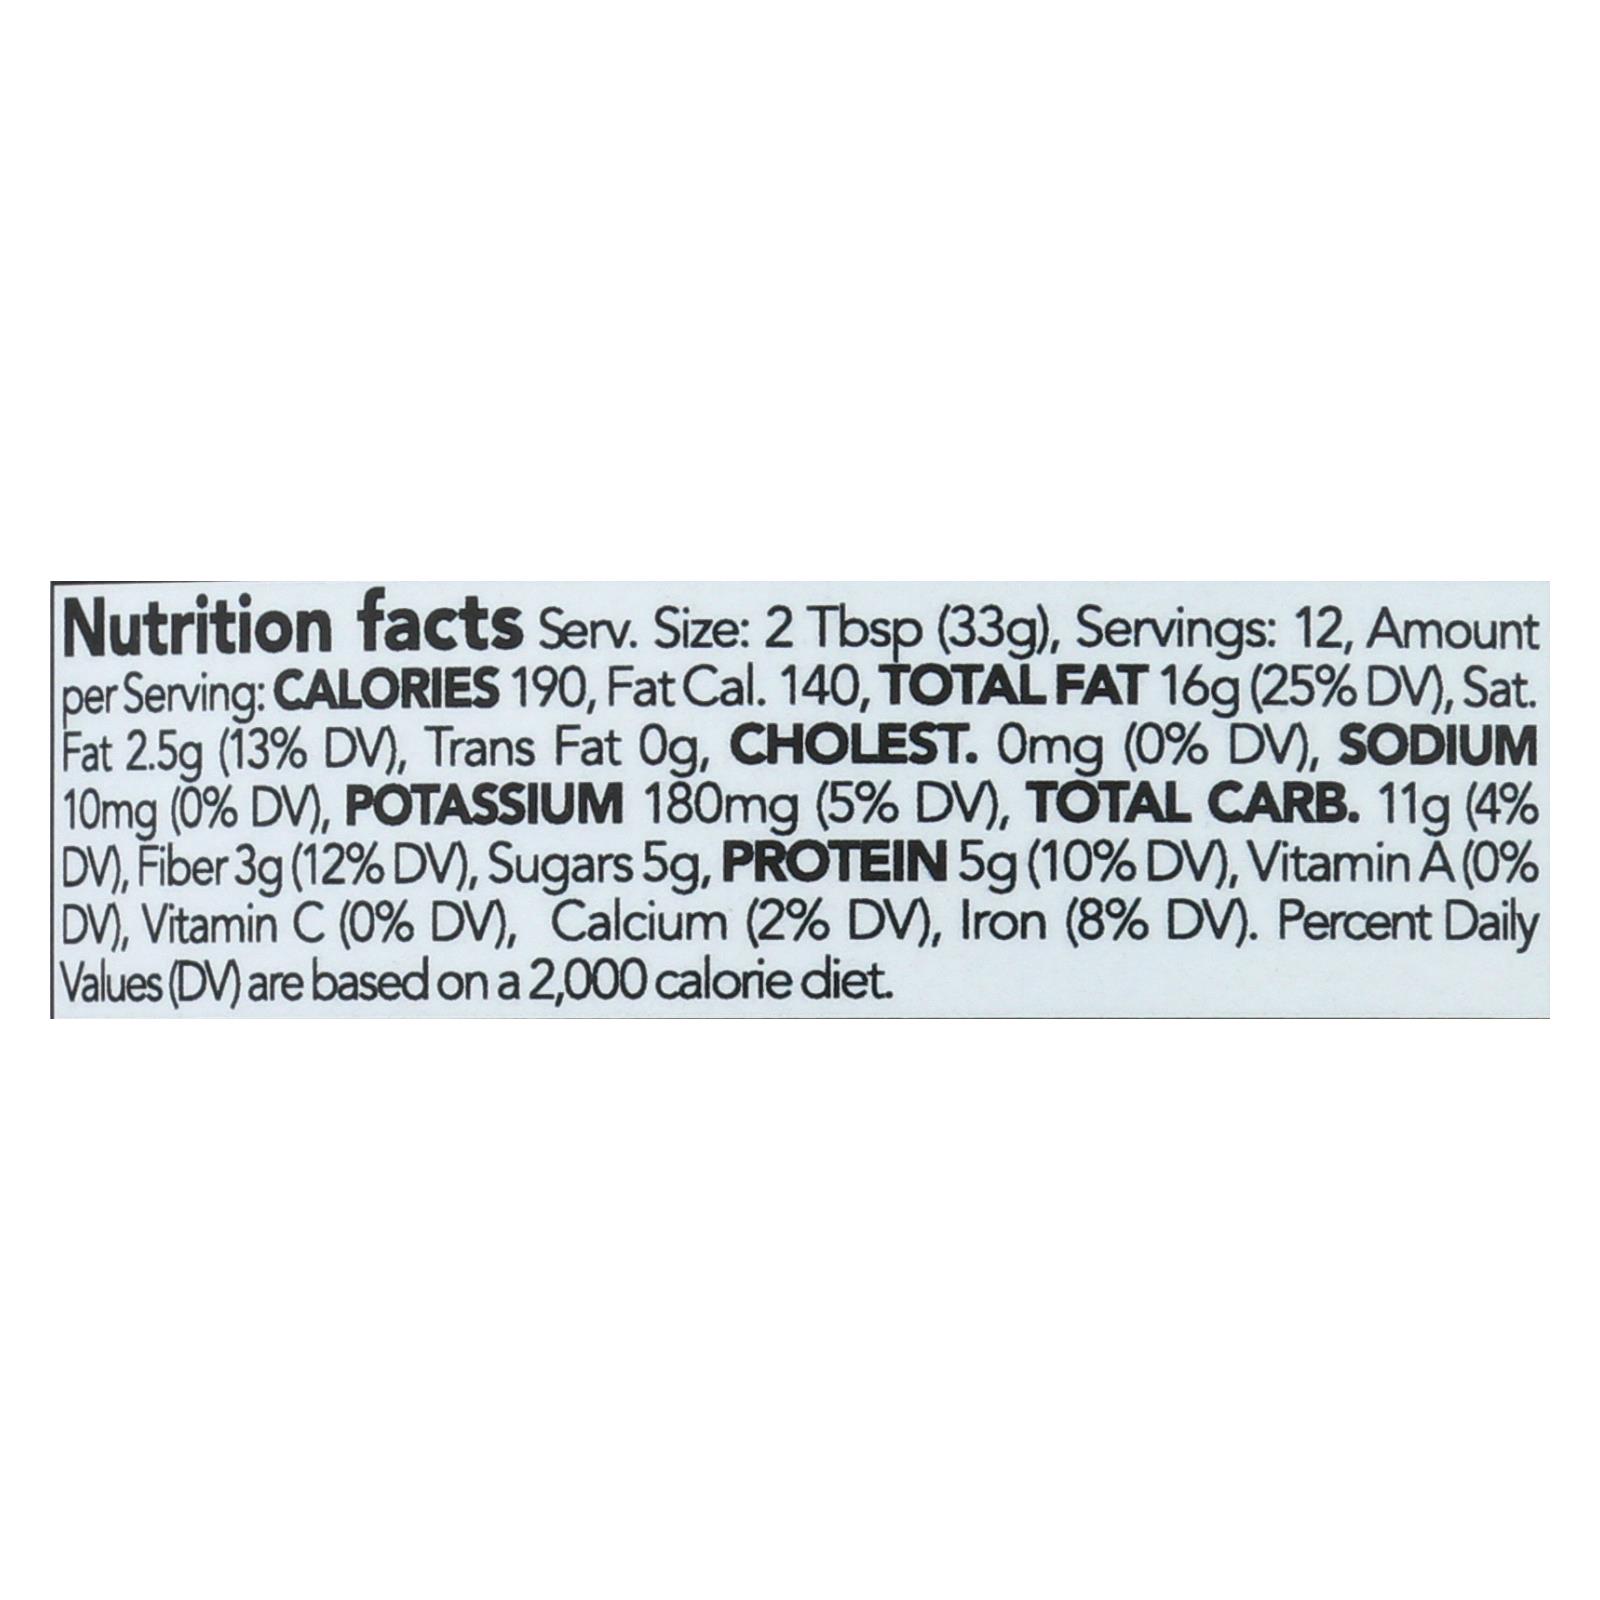 Nutrition facts Serv. Size: 2 Tbsp (33g), Servings: 12, Amount
per Serving: CALORIES 190, Fat Cal. 140, TOTAL FAT 16g (25% DV), Sat.
Fat 2.5g (13% DV), Trans Fat 0g, CHOLEST. 0mg (0% DV), SODIUM
10mg (0% DV), POTASSIUM 180mg (5% DV), TOTAL CARB. 11g (4%
DV), Fiber 3g (12% DV), Sugars 5g, PROTEIN 5g (10% DV), Vitamin A (0%
DV), Vitamin C (0% DV), Calcium (2% DV), Iron (8% DV). Percent Daily
Values (DV) are based on a 2,000 calorie diet.